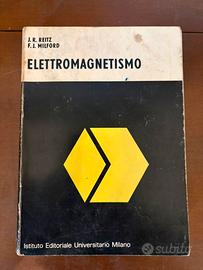 J. R. REITZ
F. J. MILFORD
ELETTROMAGNETISMO
Istituto Editoriale Universitario Milano
subito